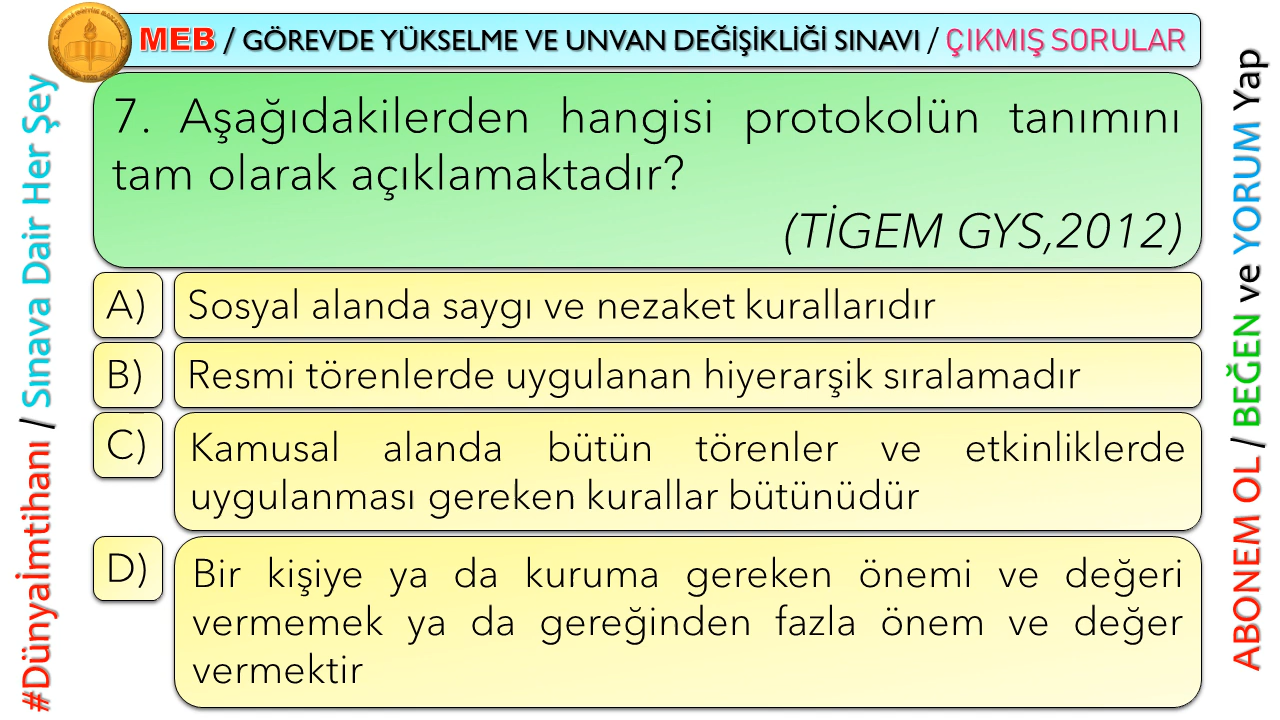 MEB / GÖREVDE YÜKSELME VE UNVAN DEĞİŞİKLİĞİ SINAVI / ÇIKMIŞ SORULAR
7. Aşağıdakilerden hangisi protokolün tanımını
tam olarak açıklamaktadır?
(TİGEM GYS,2012)
A) Sosyal alanda saygı ve nezaket kurallarıdır
B) Resmi törenlerde uygulanan hiyerarşik sıralamadır
C) Kamusal alanda bütün törenler ve etkinliklerde
uygulanması gereken kurallar bütünüdür
D) Bir kişiye ya da kuruma gereken önemi ve değeri
vermemek ya da gereğinden fazla önem ve değer
vermektir
#Dünyaİmtihanı / Sınava Dair Her Şey
ABONEM OL / BEĞEN ve YORUM Yap